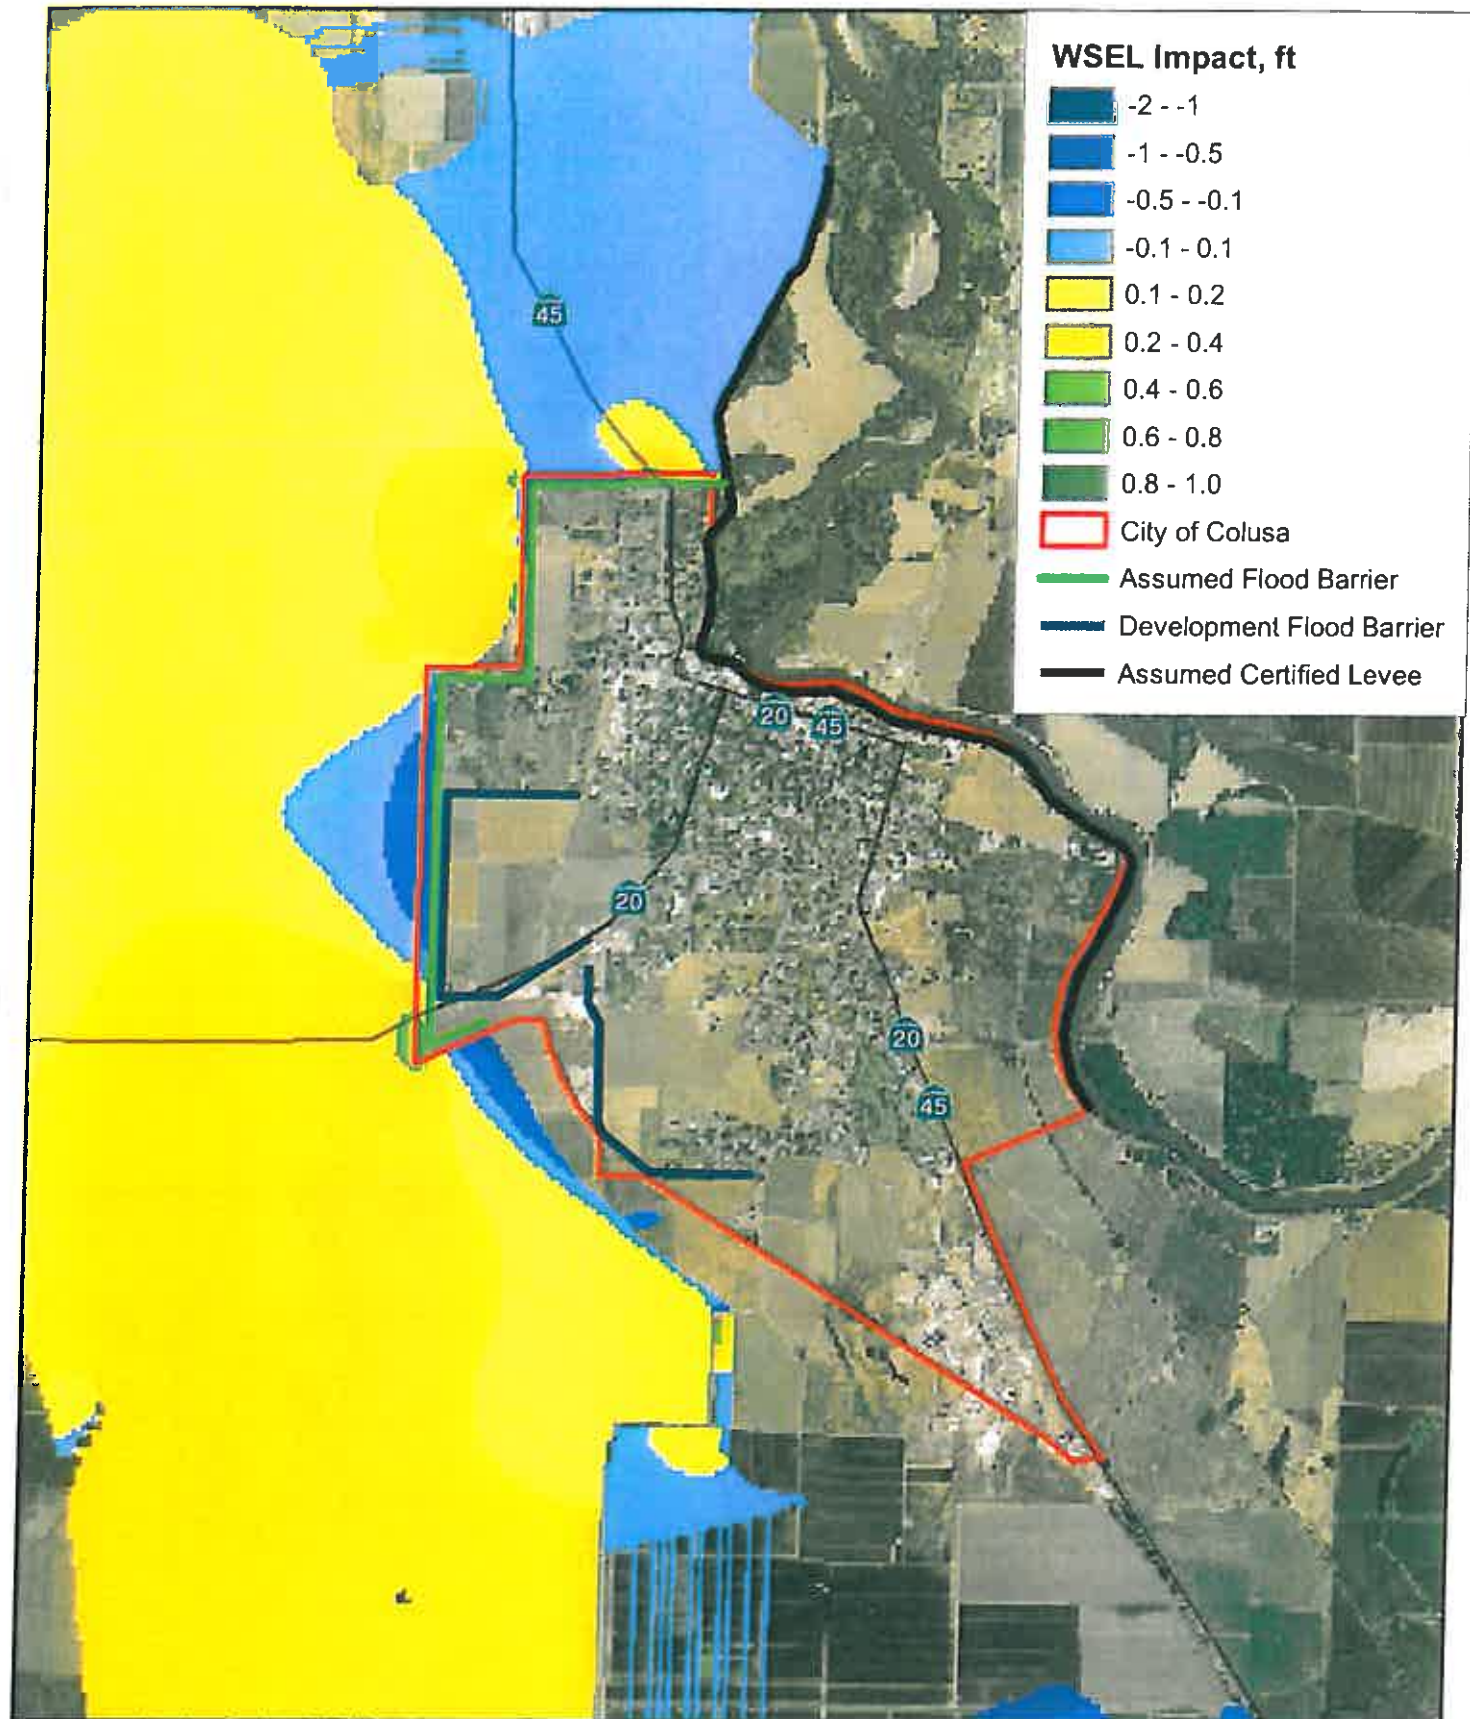 WSEL Impact, ft
-2 - -1
-1 - -0.5
-0.5 - -0.1
-0.1 - 0.1
0.1 - 0.2
0.2 - 0.4
0.4 - 0.6
0.6 - 0.8
0.8 - 1.0
City of Colusa
Assumed Flood Barrier
Development Flood Barrier
Assumed Certified Levee
45
20 45
20
20
45